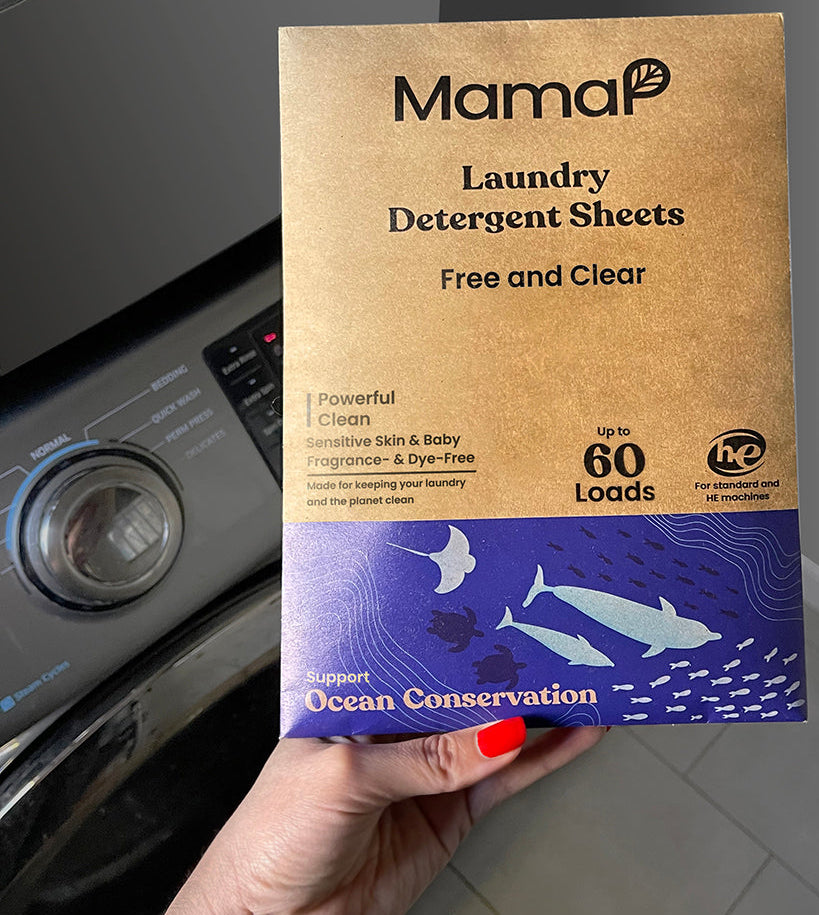 MamaP
Laundry
Detergent Sheets
Free and Clear
Powerful
Clean
Sensitive Skin & Baby
Fragrance- & Dye-Free
Made for keeping your laundry
and the planet clean
Up to
60
Loads
he
For standard and
HE machines
Support
Ocean Conservation
BEDDING
QUICK WASH
PERM PRESS
DELICATES
NORMAL
Extra Rinse
Extra Spin
Steam Cycles